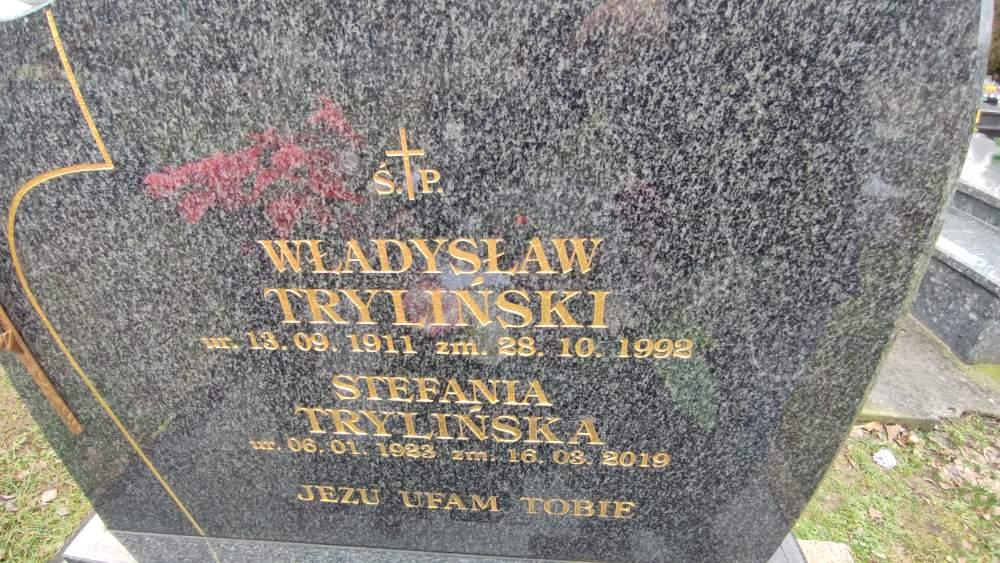 Ś. P.
WŁADYSŁAW
TRYLIŃSKI
ur. 13. 09. 1911 zm. 28. 10. 1992
STEFANIA
TRYLIŃSKA
ur. 06. 01. 1923 zm. 16. 03. 2019
JEZU UFAM TOBIE